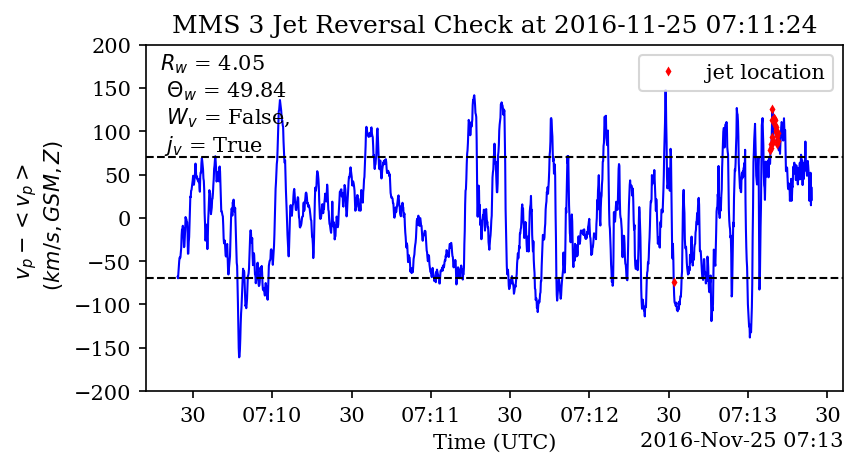 MMS 3 Jet Reversal Check at 2016-11-25 07:11:24
R_w = 4.05
Θ_w = 49.84
W_v = False,
j_v = True
jet location
v_p − < v_p >
(km/s, GSM, Z)
200
150
100
50
0
−50
−100
−150
−200
30 07:10 30 07:11 30 07:12 30 07:13 30
Time (UTC)
2016-Nov-25 07:13